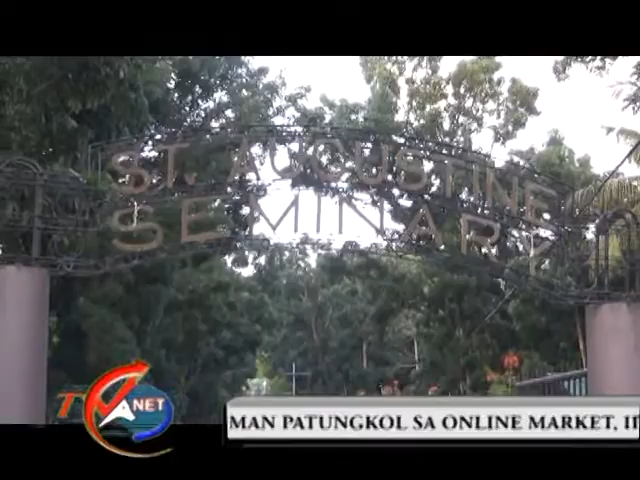 ST. AUGUSTINE
SEMINARY
TV NET
MAN PATUNGKOL SA ONLINE MARKET, II